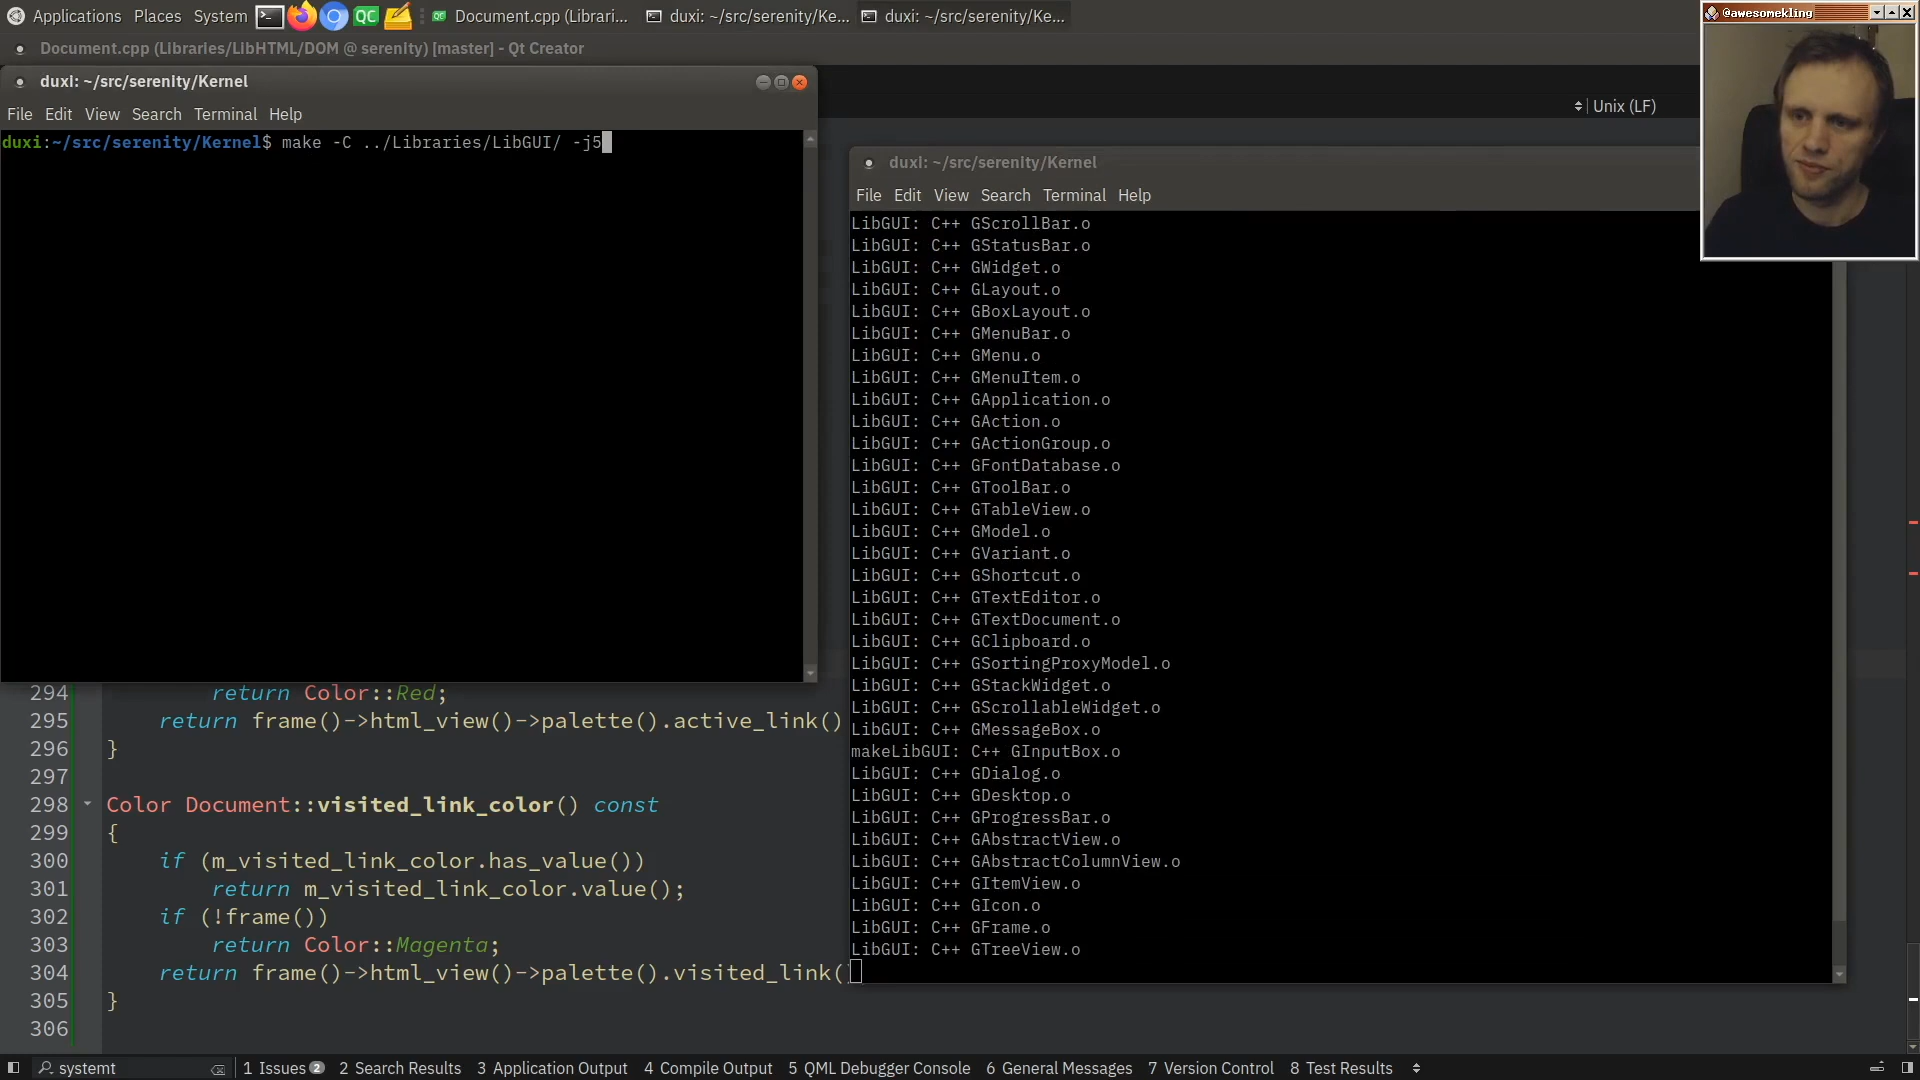 Applications Places System
Document.cpp (Librari...
duxi: ~/src/serenity/Ke...
duxi: ~/src/serenity/Ke...
@awesomekling
Document.cpp (Libraries/LibHTML/DOM @ serenity) [master] - Qt Creator
duxi: ~/src/serenity/Kernel
File Edit View Search Terminal Help
Unix (LF)
duxi:~/src/serenity/Kernel$ make -C ../Libraries/LibGUI/ -j5
duxi: ~/src/serenity/Kernel
File Edit View Search Terminal Help
LibGUI: C++ GScrollBar.o
LibGUI: C++ GStatusBar.o
LibGUI: C++ GWidget.o
LibGUI: C++ GLayout.o
LibGUI: C++ GBoxLayout.o
LibGUI: C++ GMenuBar.o
LibGUI: C++ GMenu.o
LibGUI: C++ GMenuItem.o
LibGUI: C++ GApplication.o
LibGUI: C++ GAction.o
LibGUI: C++ GActionGroup.o
LibGUI: C++ GFontDatabase.o
LibGUI: C++ GToolBar.o
LibGUI: C++ GTableView.o
LibGUI: C++ GModel.o
LibGUI: C++ GVariant.o
LibGUI: C++ GShortcut.o
LibGUI: C++ GTextEditor.o
LibGUI: C++ GTextDocument.o
LibGUI: C++ GClipboard.o
LibGUI: C++ GSortingProxyModel.o
LibGUI: C++ GStackWidget.o
LibGUI: C++ GScrollableWidget.o
LibGUI: C++ GMessageBox.o
makeLibGUI: C++ GInputBox.o
LibGUI: C++ GDialog.o
LibGUI: C++ GDesktop.o
LibGUI: C++ GProgressBar.o
LibGUI: C++ GAbstractView.o
LibGUI: C++ GAbstractColumnView.o
LibGUI: C++ GItemView.o
LibGUI: C++ GIcon.o
LibGUI: C++ GFrame.o
LibGUI: C++ GTreeView.o
294 return Color::Red;
295 return frame()->html_view()->palette().active_link()
296 }
297
298 Color Document::visited_link_color() const
299 {
300 if (m_visited_link_color.has_value())
301 return m_visited_link_color.value();
302 if (!frame())
303 return Color::Magenta;
304 return frame()->html_view()->palette().visited_link()
305 }
306
systemt
1 Issues 2
2 Search Results
3 Application Output
4 Compile Output
5 QML Debugger Console
6 General Messages
7 Version Control
8 Test Results